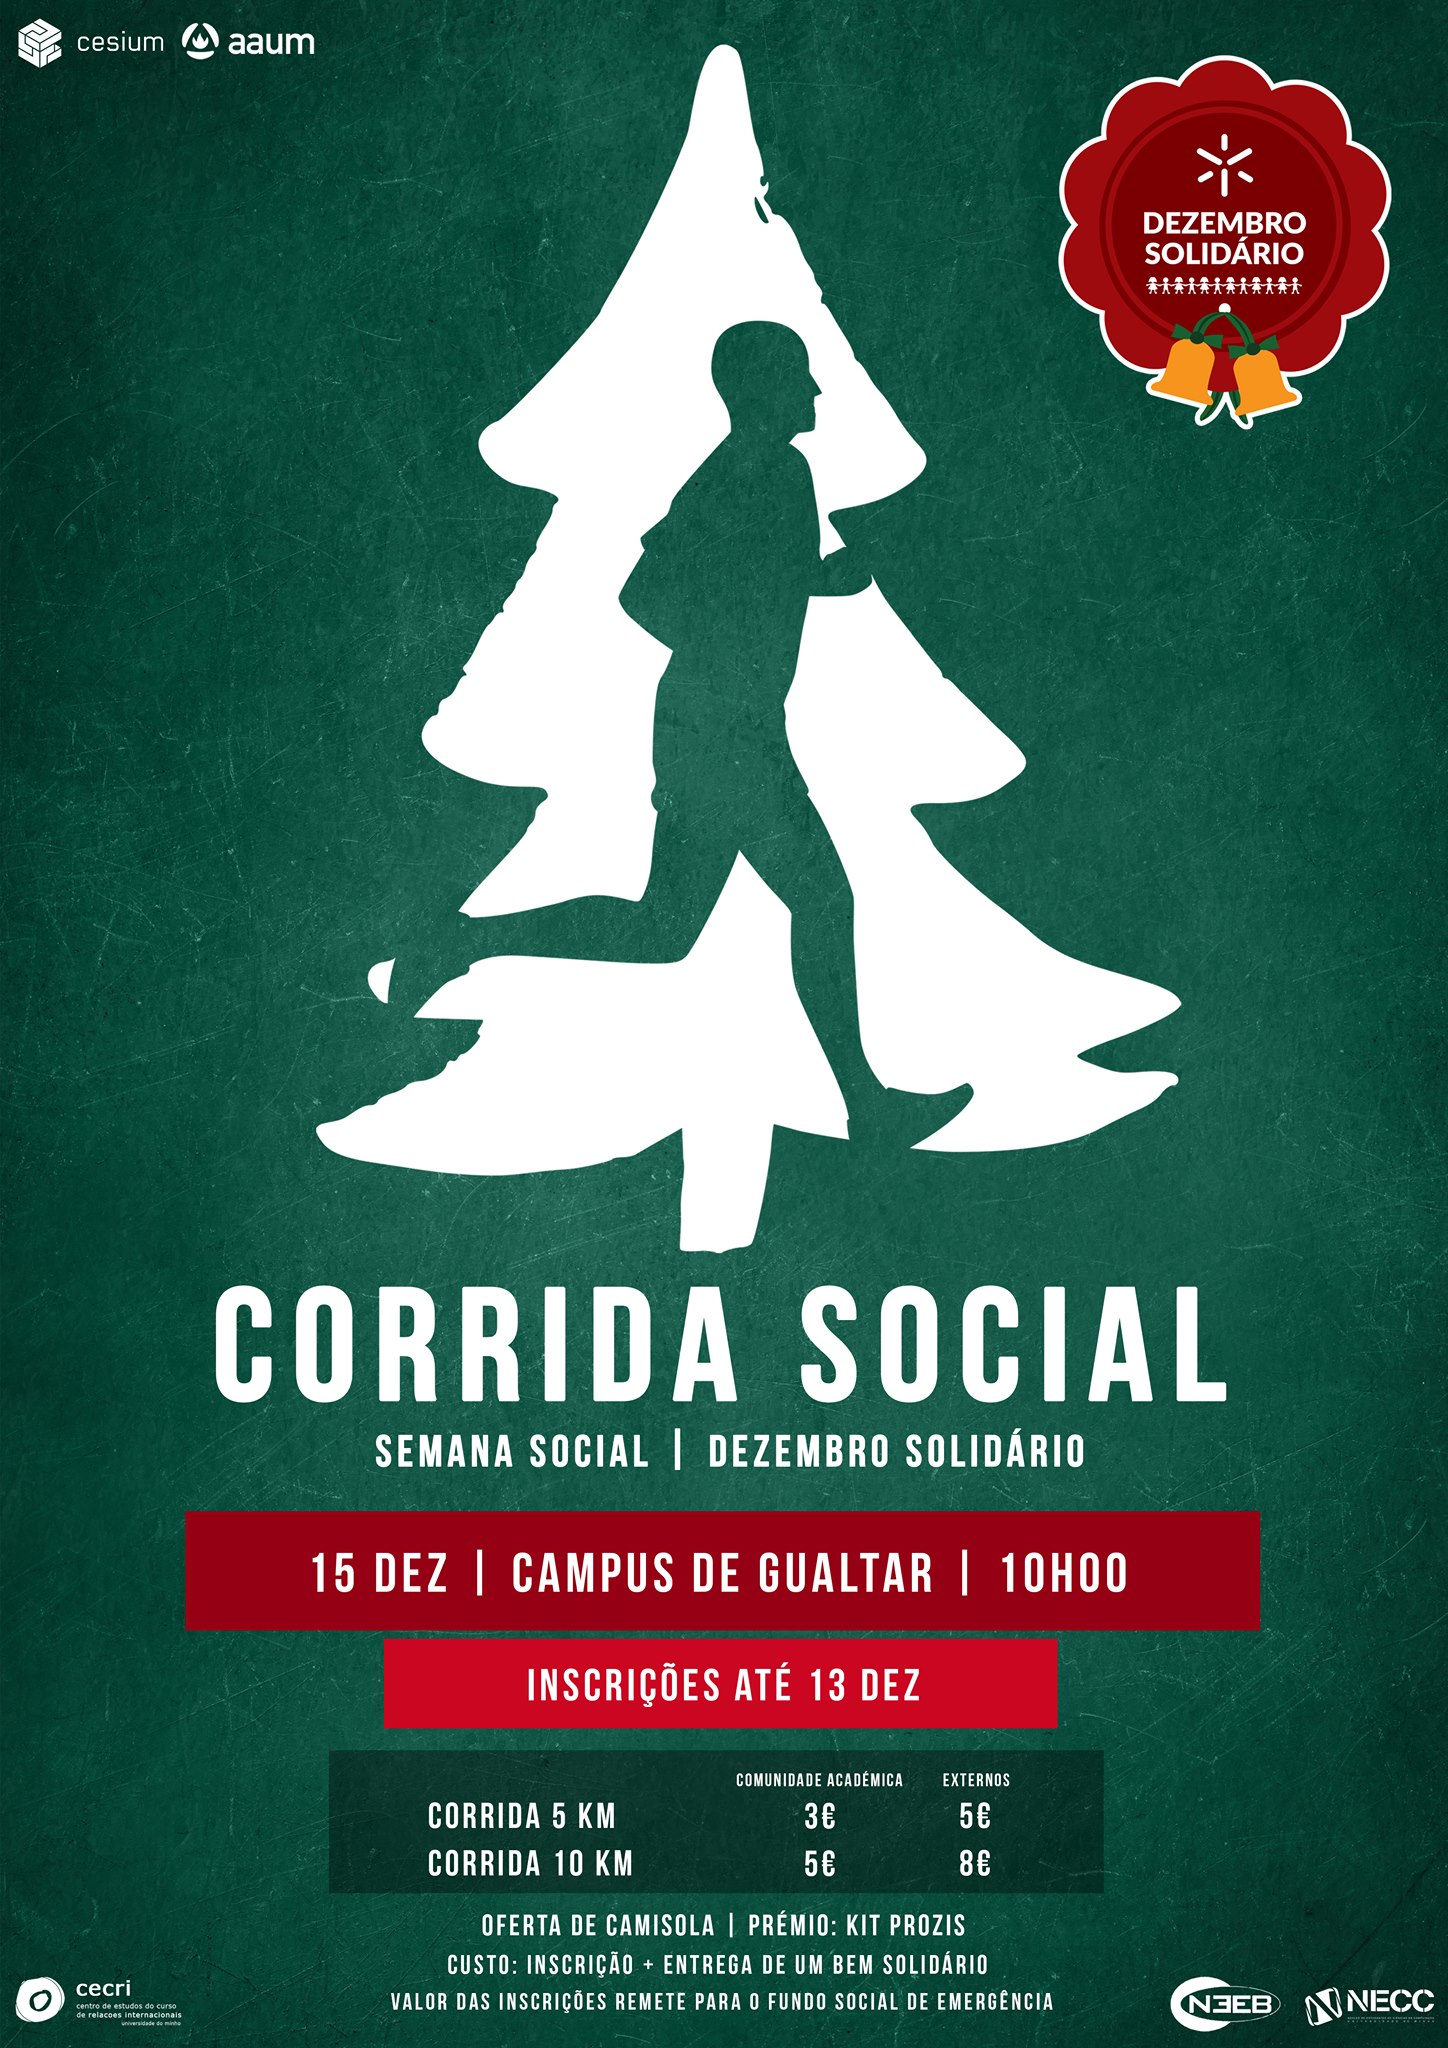 cesium aaum
DEZEMBRO
SOLIDÁRIO
CORRIDA SOCIAL
SEMANA SOCIAL | DEZEMBRO SOLIDÁRIO
15 DEZ | CAMPUS DE GUALTAR | 10H00
INSCRIÇÕES ATÉ 13 DEZ
COMUNIDADE ACADÉMICA EXTERNOS
CORRIDA 5 KM 3€ 5€
CORRIDA 10 KM 5€ 8€
OFERTA DE CAMISOLA | PRÉMIO: KIT PROZIS
CUSTO: INSCRIÇÃO + ENTREGA DE UM BEM SOLIDÁRIO
VALOR DAS INSCRIÇÕES REMETE PARA O FUNDO SOCIAL DE EMERGÊNCIA
cecri
centro de estudos do curso
de relacoes internacionais
universidade do minho
N3EB
NECC